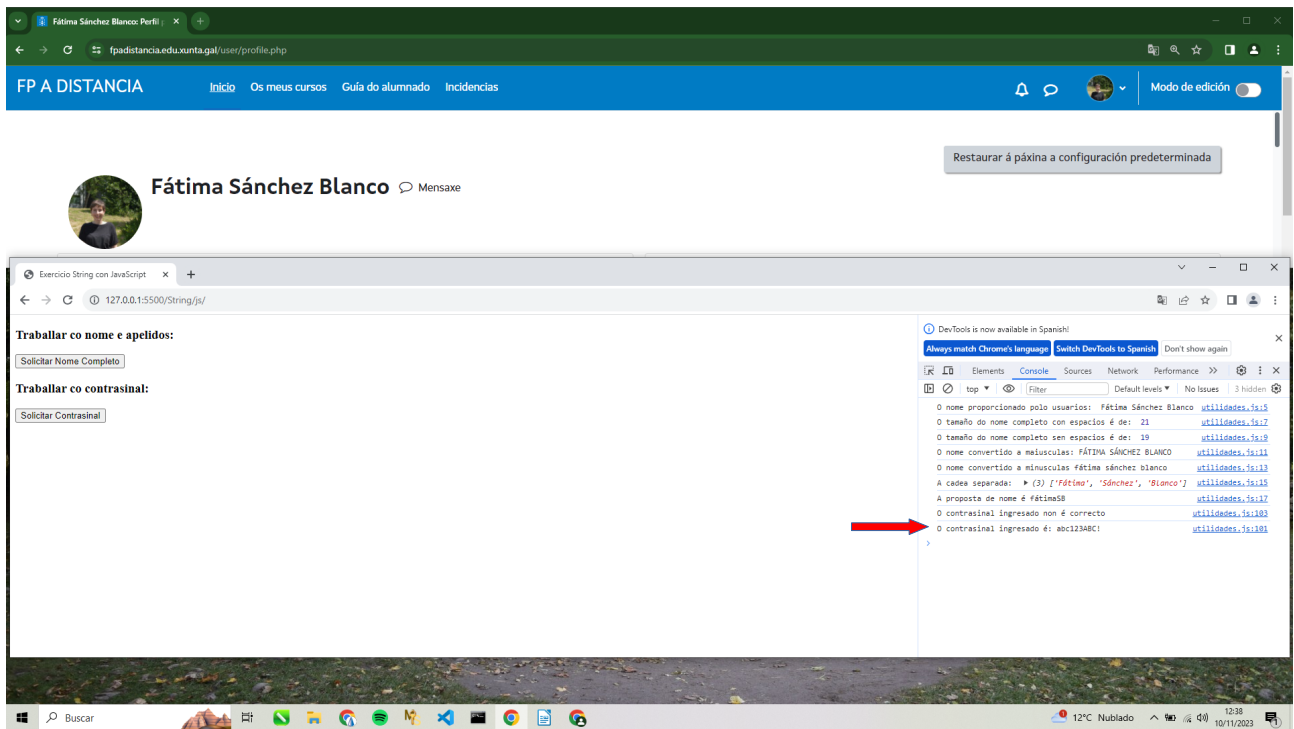 Fátima Sánchez Blanco: Perfil
fpadistancia.edu.xunta.gal/user/profile.php
FP A DISTANCIA Inicio Os meus cursos Guía do alumnado Incidencias Modo de edición
Restaurar á páxina a configuración predeterminada
Fátima Sánchez Blanco Mensaxe
Exercicio String con JavaScript
127.0.0.1:5500/String/js/
Traballar co nome e apelidos:
Solicitar Nome Completo
Traballar co contrasinal:
Solicitar Contrasinal
DevTools is now available in Spanish!
Always match Chrome's language Switch DevTools to Spanish Don't show again
Elements Console Sources Network Performance
top Filter Default levels No Issues 3 hidden
O nome proporcionado polo usuarios: Fátima Sánchez Blanco utilidades.js:5
O tamaño do nome completo con espacios é de: 21 utilidades.js:7
O tamaño do nome completo sen espacios é de: 19 utilidades.js:9
O nome convertido a maiusculas: FÁTIMA SÁNCHEZ BLANCO utilidades.js:11
O nome convertido a minusculas fátima sánchez blanco utilidades.js:13
A cadea separada: (3) ['Fátima', 'Sánchez', 'Blanco'] utilidades.js:15
A proposta de nome é fátimaSB utilidades.js:17
O contrasinal ingresado non é correcto utilidades.js:103
O contrasinal ingresado é: abc123ABC! utilidades.js:101
Buscar
12°C Nublado
12:38
10/11/2023